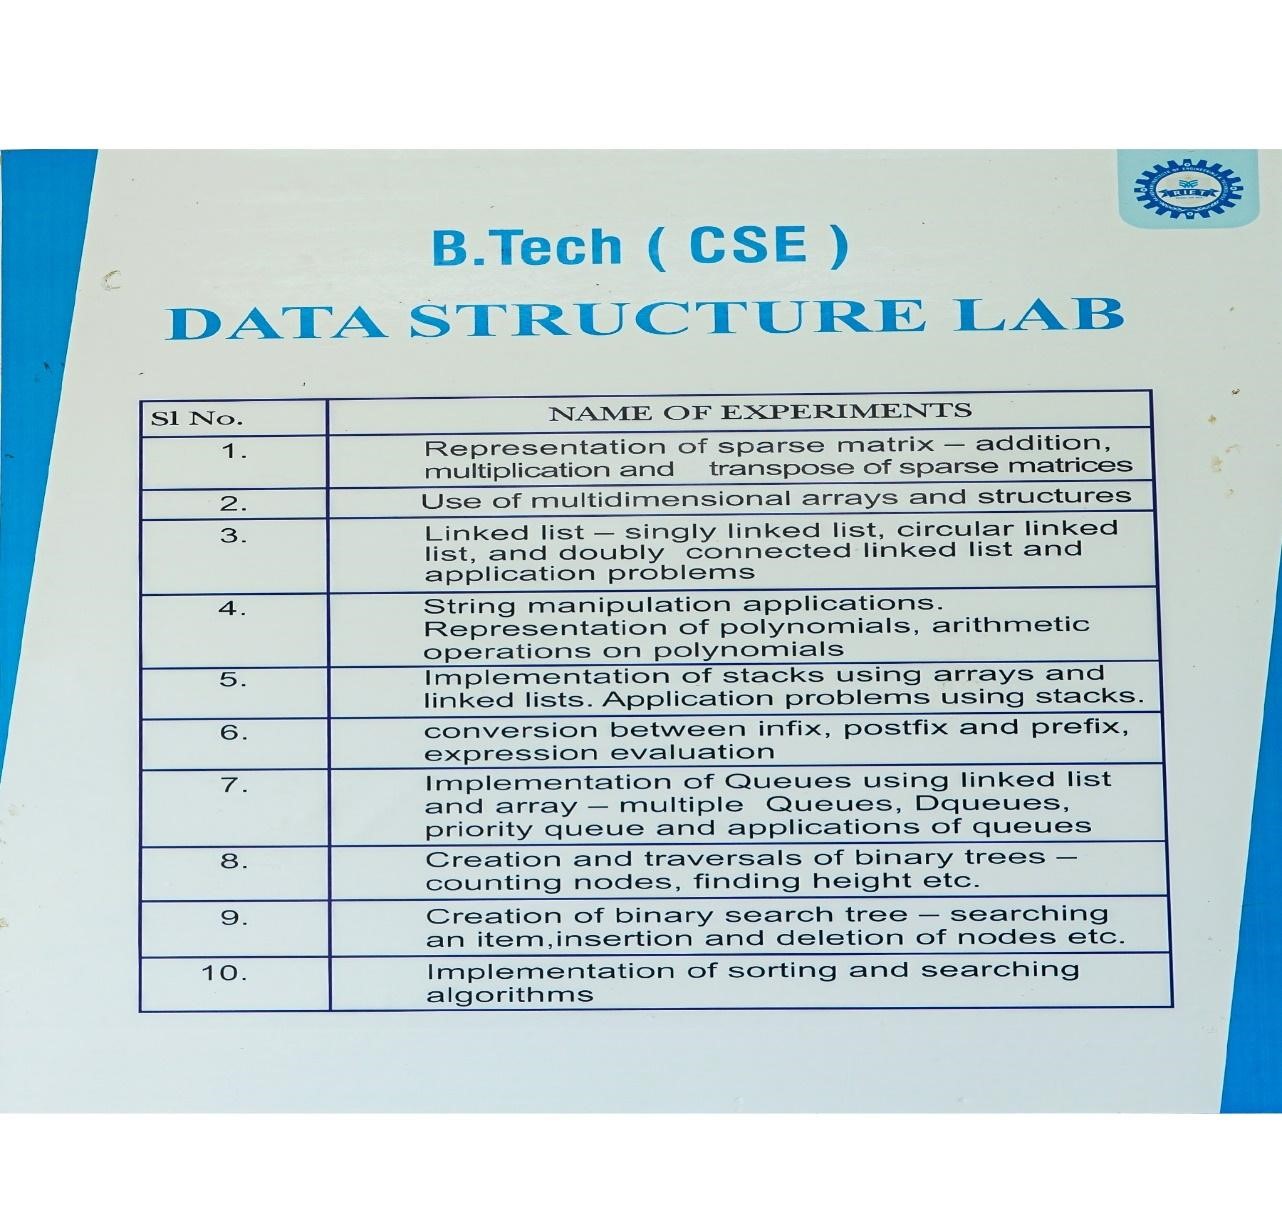 RIET
B.Tech ( CSE )
DATA STRUCTURE LAB
Sl No. NAME OF EXPERIMENTS
1. Representation of sparse matrix – addition,
multiplication and transpose of sparse matrices
2. Use of multidimensional arrays and structures
3. Linked list – singly linked list, circular linked
list, and doubly connected linked list and
application problems
4. String manipulation applications.
Representation of polynomials, arithmetic
operations on polynomials
5. Implementation of stacks using arrays and
linked lists. Application problems using stacks.
6. conversion between infix, postfix and prefix,
expression evaluation
7. Implementation of Queues using linked list
and array – multiple Queues, Dqueues,
priority queue and applications of queues
8. Creation and traversals of binary trees –
counting nodes, finding height etc.
9. Creation of binary search tree – searching
an item,insertion and deletion of nodes etc.
10. Implementation of sorting and searching
algorithms